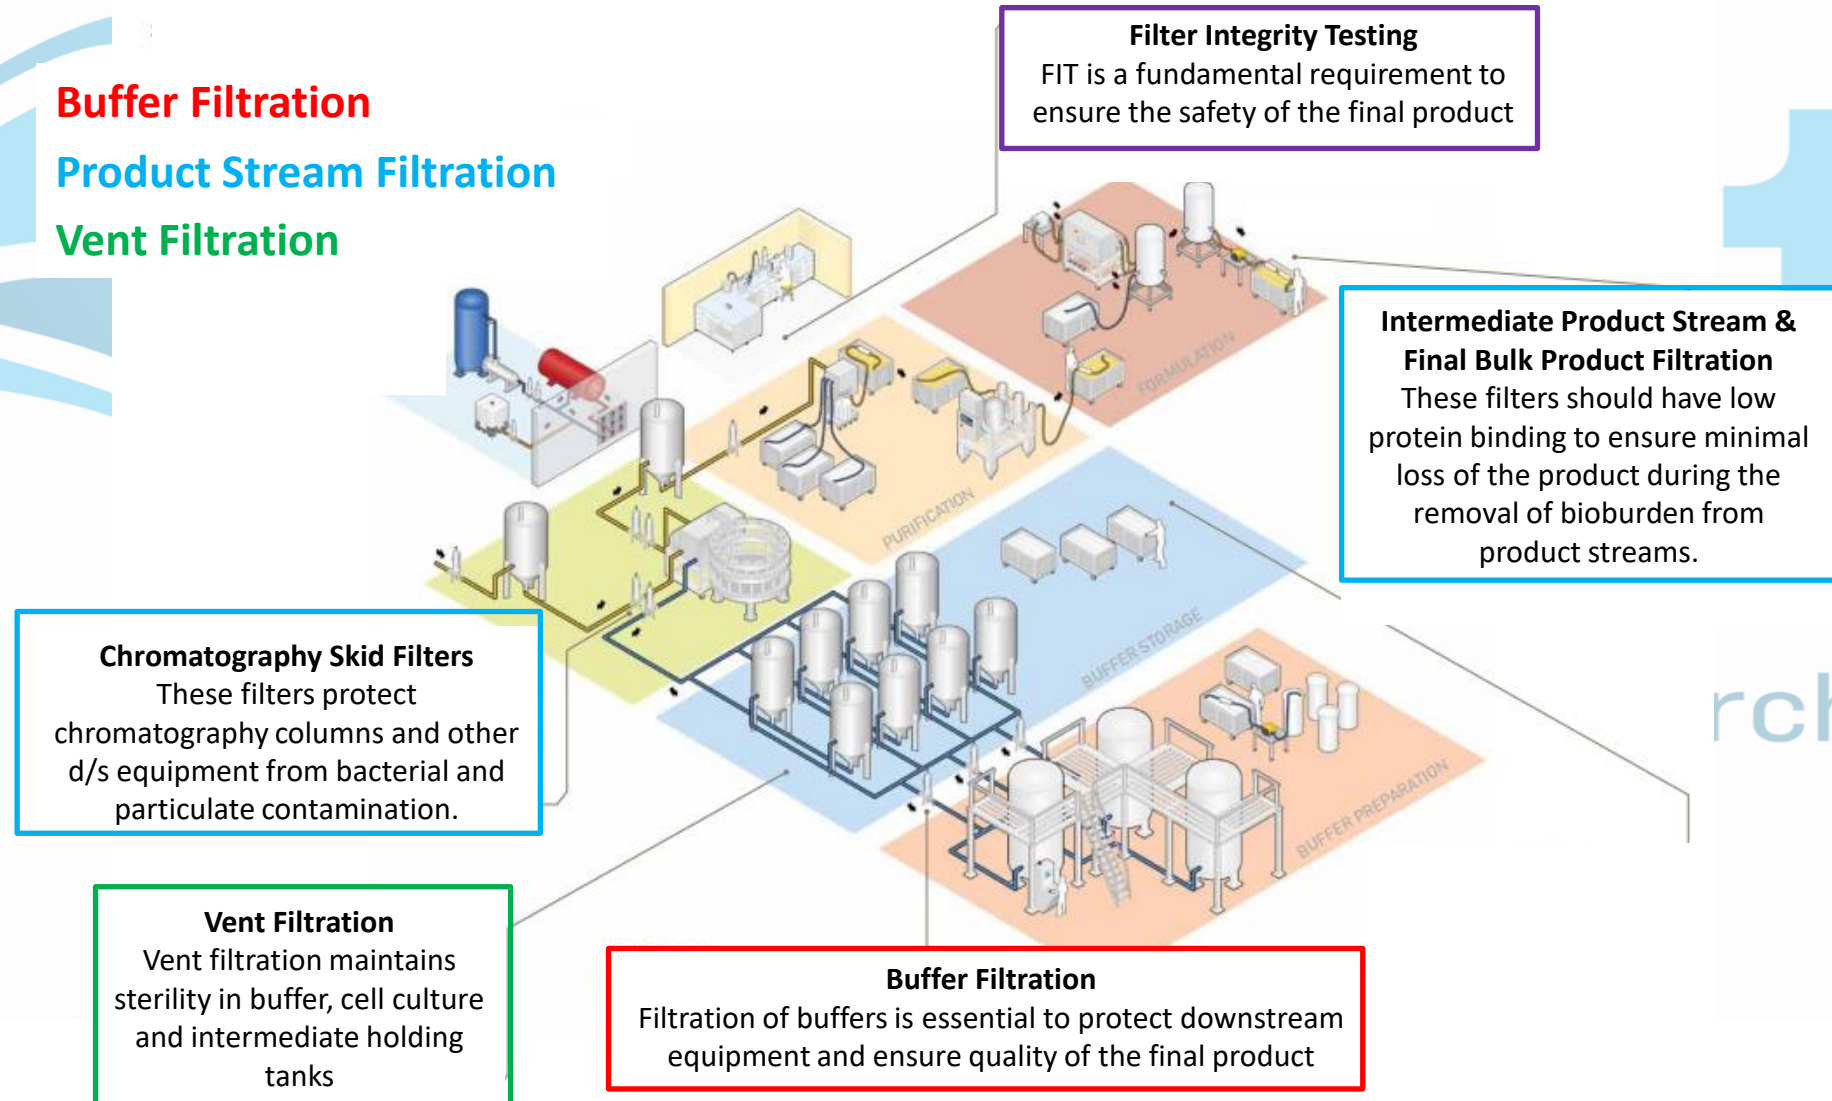 Buffer Filtration
Product Stream Filtration
Vent Filtration
Filter Integrity Testing
FIT is a fundamental requirement to
ensure the safety of the final product
Intermediate Product Stream &
Final Bulk Product Filtration
These filters should have low
protein binding to ensure minimal
loss of the product during the
removal of bioburden from
product streams.
FORMULATION
PURIFICATION
BUFFER STORAGE
BUFFER PREPARATION
Chromatography Skid Filters
These filters protect
chromatography columns and other
d/s equipment from bacterial and
particulate contamination.
Vent Filtration
Vent filtration maintains
sterility in buffer, cell culture
and intermediate holding
tanks
Buffer Filtration
Filtration of buffers is essential to protect downstream
equipment and ensure quality of the final product